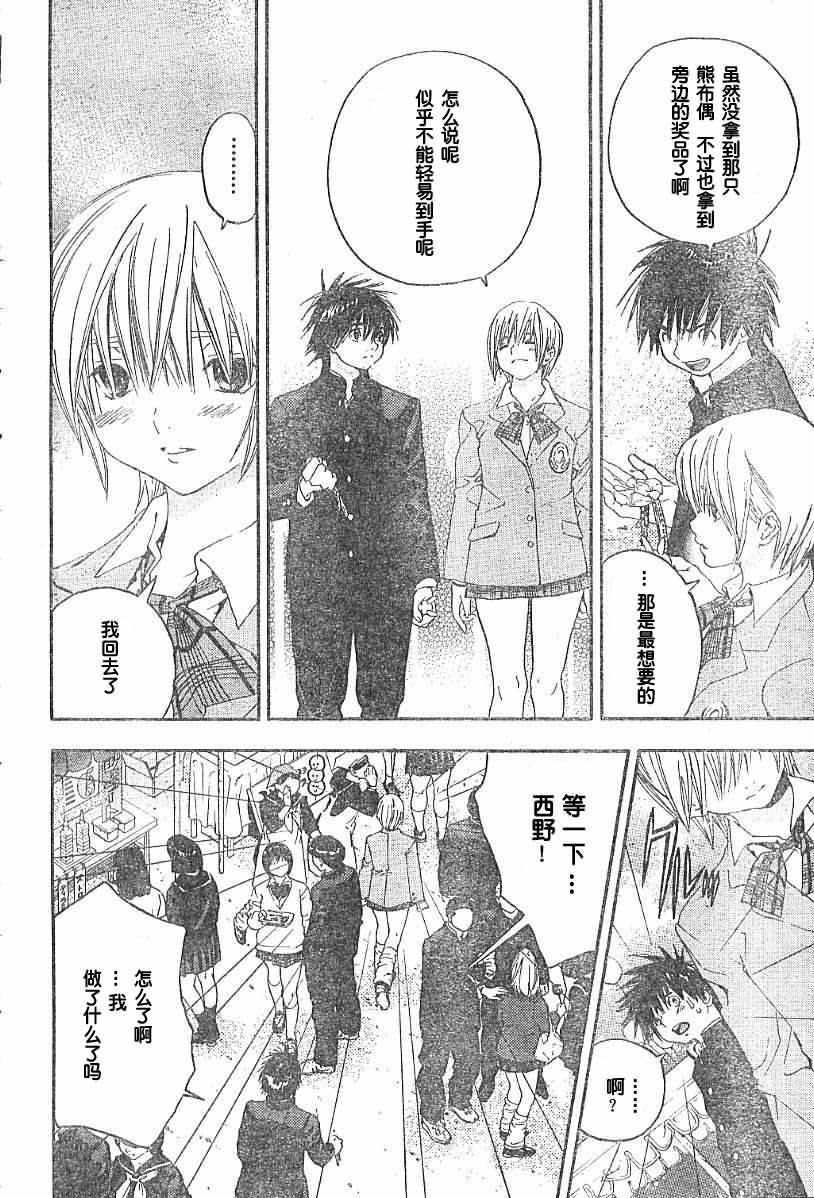 虽然没拿到那只
熊布偶 不过也拿到
旁边的奖品了啊
…那是最想要的
怎么说呢
似乎不能轻易到手呢
………
我回去了
……
啊?
等一下…
西野!
怎么了啊
…我
做了什么了吗